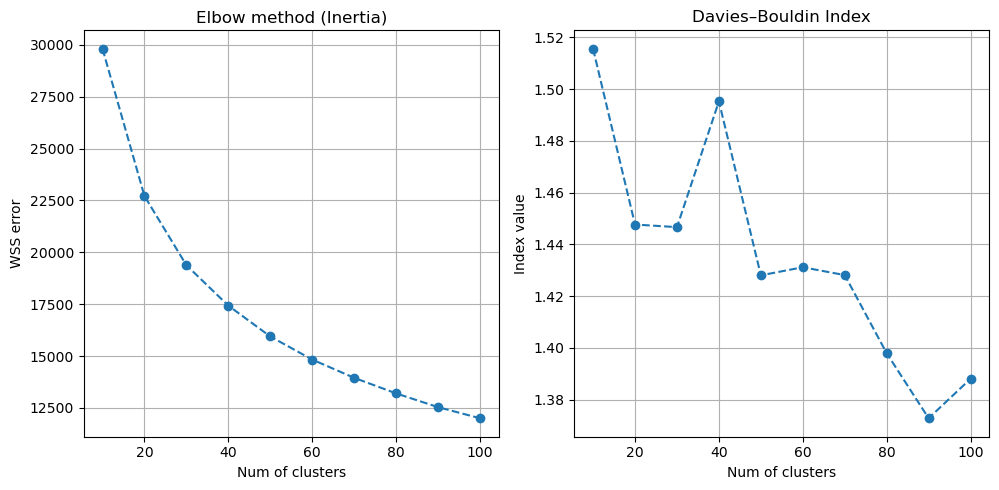 Elbow method (Inertia)
WSS error
30000
27500
25000
22500
20000
17500
15000
12500
20 40 60 80 100
Num of clusters
Davies–Bouldin Index
Index value
1.52
1.50
1.48
1.46
1.44
1.42
1.40
1.38
20 40 60 80 100
Num of clusters